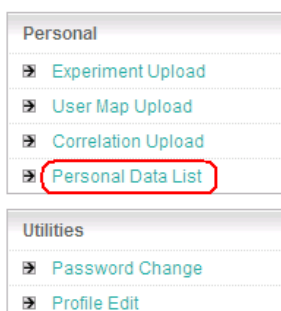 Personal
Experiment Upload
User Map Upload
Correlation Upload
Personal Data List
Utilities
Password Change
Profile Edit